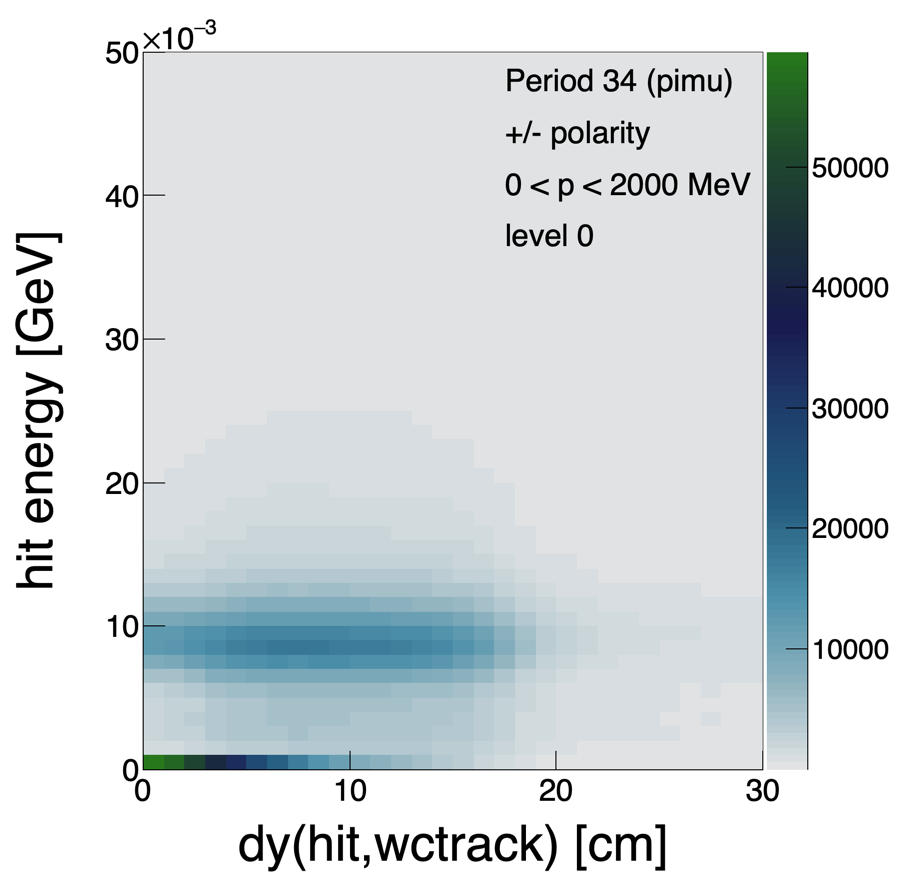 50×10⁻³
40
30
20
10
0
hit energy [GeV]
Period 34 (pimu)
+/- polarity
0 < p < 2000 MeV
level 0
50000
40000
30000
20000
10000
0
10
20
30
dy(hit,wctrack) [cm]